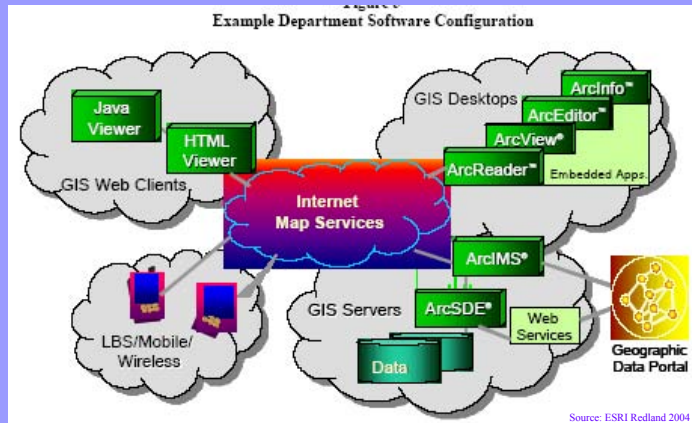 Example Department Software Configuration
Java
Viewer
HTML
Viewer
GIS Web Clients
GIS Desktops
ArcInfo™
ArcEditor™
ArcView®
ArcReader™
Embedded Apps.
Internet
Map Services
LBS/Mobile/
Wireless
GIS Servers
ArcIMS®
ArcSDE®
Data
Web
Services
Geographic
Data Portal
Source: ESRI Redland 2004